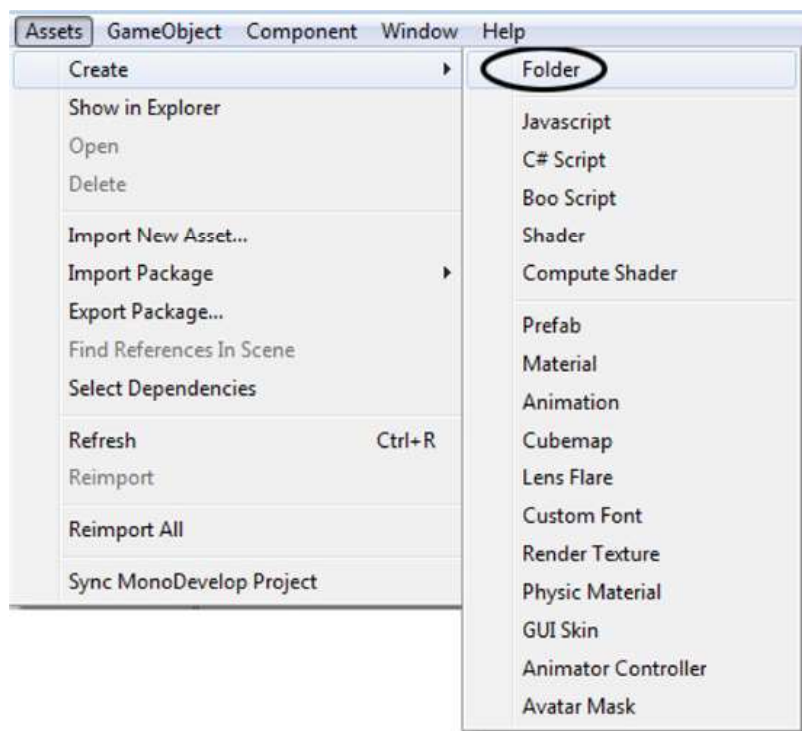 Assets GameObject Component Window Help
Create
Show in Explorer
Open
Delete
Import New Asset...
Import Package
Export Package...
Find References In Scene
Select Dependencies
Refresh Ctrl+R
Reimport
Reimport All
Sync MonoDevelop Project
Folder
Javascript
C# Script
Boo Script
Shader
Compute Shader
Prefab
Material
Animation
Cubemap
Lens Flare
Custom Font
Render Texture
Physic Material
GUI Skin
Animator Controller
Avatar Mask